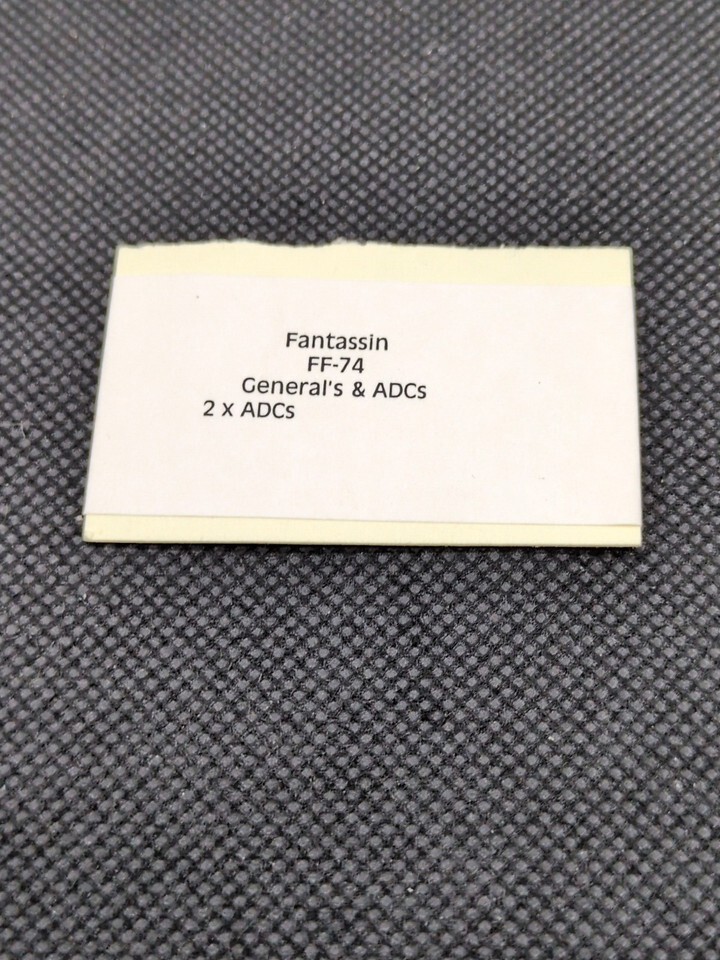 Fantassin
FF-74
General's & ADCs
2 x ADCs